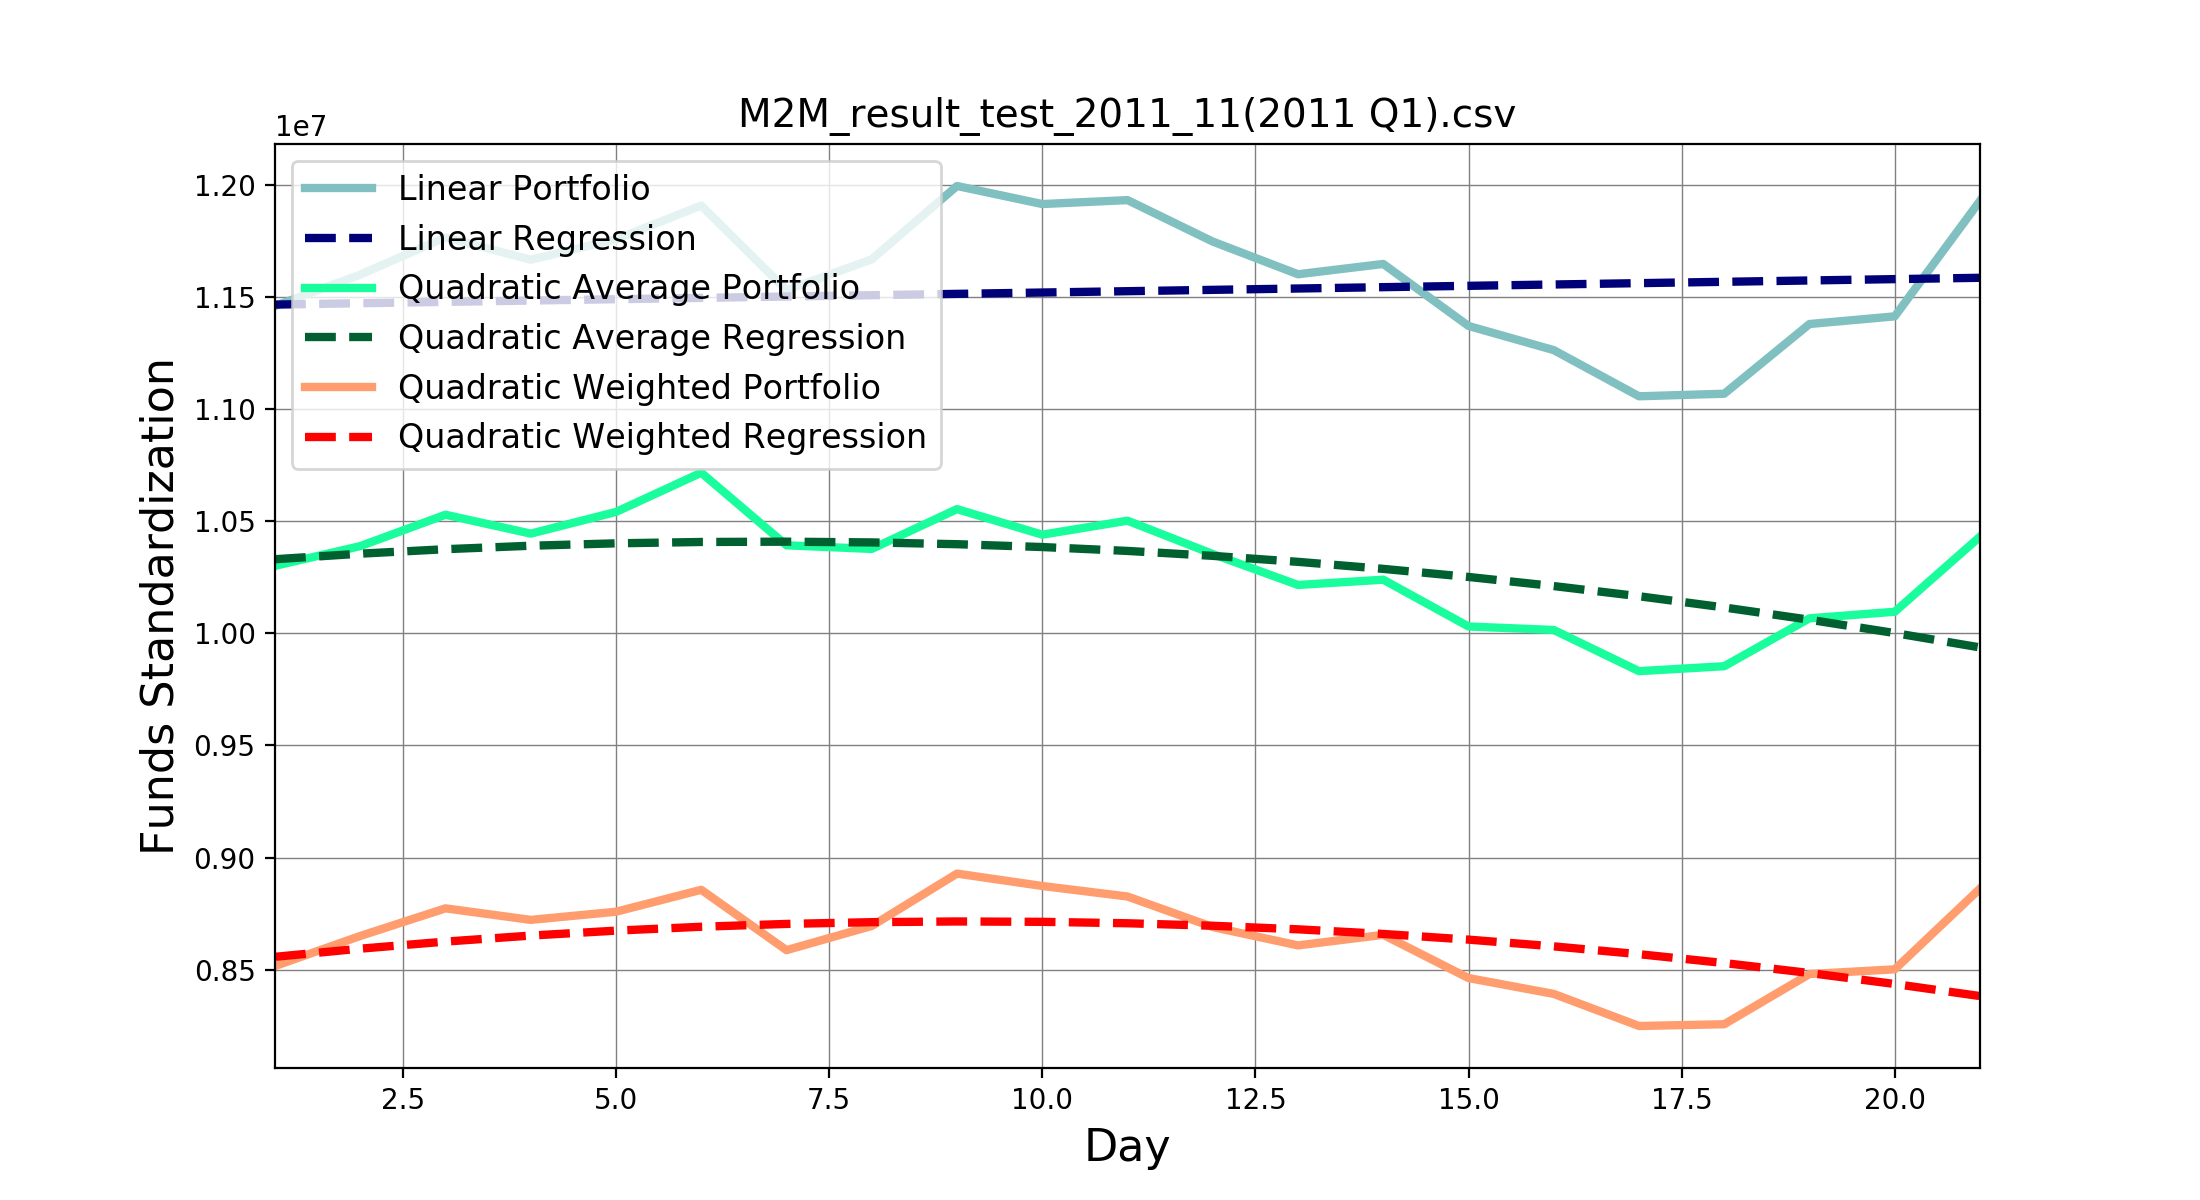 M2M_result_test_2011_11(2011 Q1).csv
1e7
Linear Portfolio
Linear Regression
Quadratic Average Portfolio
Quadratic Average Regression
Quadratic Weighted Portfolio
Quadratic Weighted Regression
1.20
1.15
1.10
1.05
1.00
0.95
0.90
0.85
Funds Standardization
2.5 5.0 7.5 10.0 12.5 15.0 17.5 20.0
Day